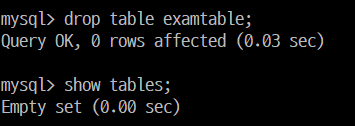 mysql> drop table examtable;
Query OK, 0 rows affected (0.03 sec)
mysql> show tables;
Empty set (0.00 sec)